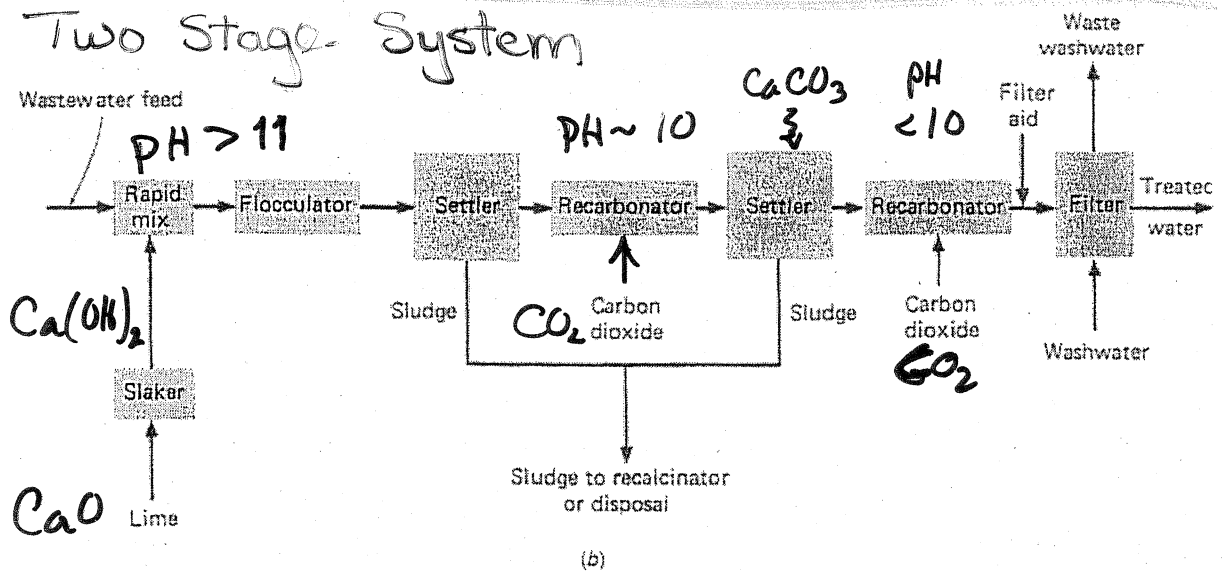 Two Stage System
Waste
washwater
Wastewater feed
pH > 11
pH ~ 10
CaCO3
pH
<10
Filter
aid
Rapid
mix
Flocculator
Settler
Recarbonator
Settler
Recarbonator
Filter
Treatec
water
Ca(OH)2
Sludge
CO2
Carbon
dioxide
Sludge
Carbon
dioxide
CO2
Washwater
Slaker
Sludge to recalcinator
or disposal
CaO
Lime
(b)